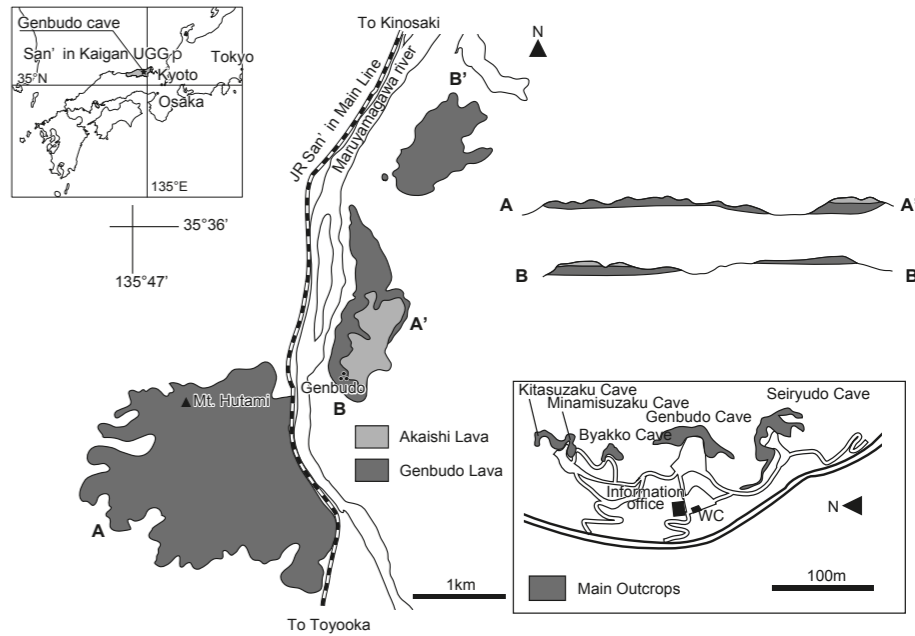 Genbudo cave
San' in Kaigan UGGp
Tokyo
35°N
Kyoto
Osaka
135°E
35°36'
135°47'
To Kinosaki
N
JR San' in Main Line
Maruyamagawa river
B'
A'
Genbudo
B
Mt. Hutami
A
Akaishi Lava
Genbudo Lava
1km
To Toyooka
A
A'
B
B
Kitasuzaku Cave
Minamisuzaku Cave
Byakko Cave
Genbudo Cave
Seiryudo Cave
Information
office
WC
N
100m
Main Outcrops